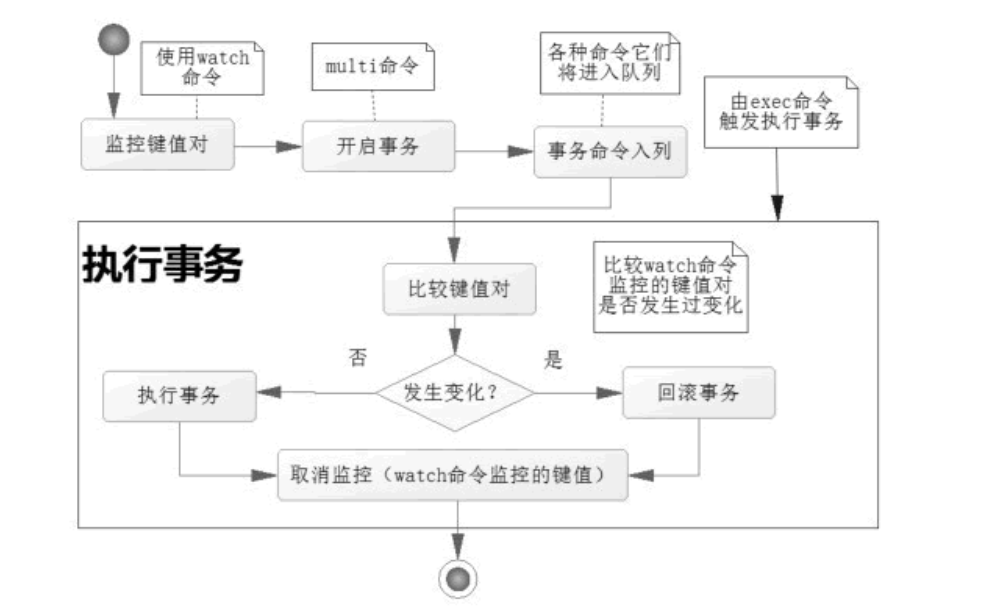 使用watch
命令
multi命令
各种命令它们
将进入队列
由exec命令
触发执行事务
监控键值对
开启事务
事务命令入列
执行事务
比较键值对
比较watch命令
监控的键值对
是否发生过变化
否
是
执行事务
发生变化?
回滚事务
取消监控（watch命令监控的键值）